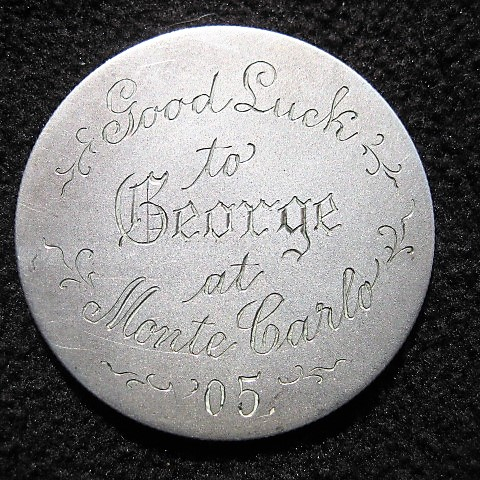 Good Luck
to
George
at
Monte Carlo
'05.